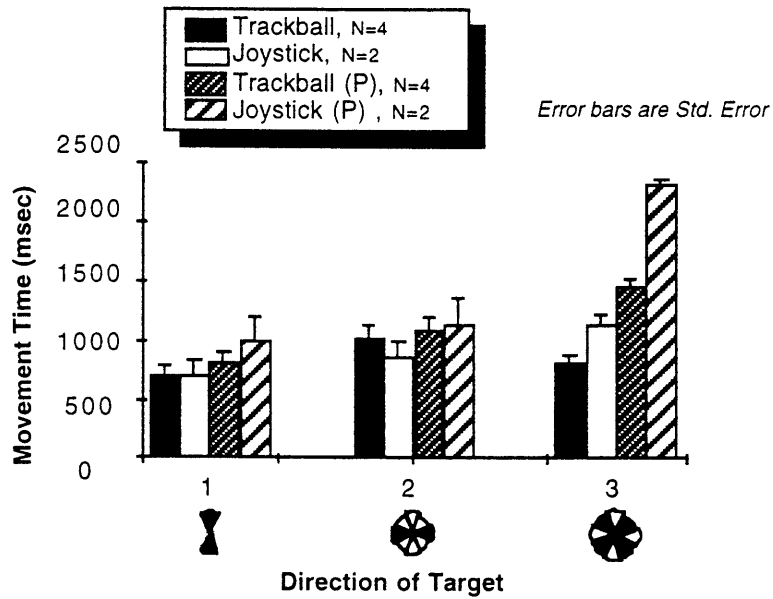 Trackball, N=4
Joystick, N=2
Trackball (P), N=4
Joystick (P) , N=2
Error bars are Std. Error
Movement Time (msec)
2500
2000
1500
1000
500
0
1 2 3
Direction of Target